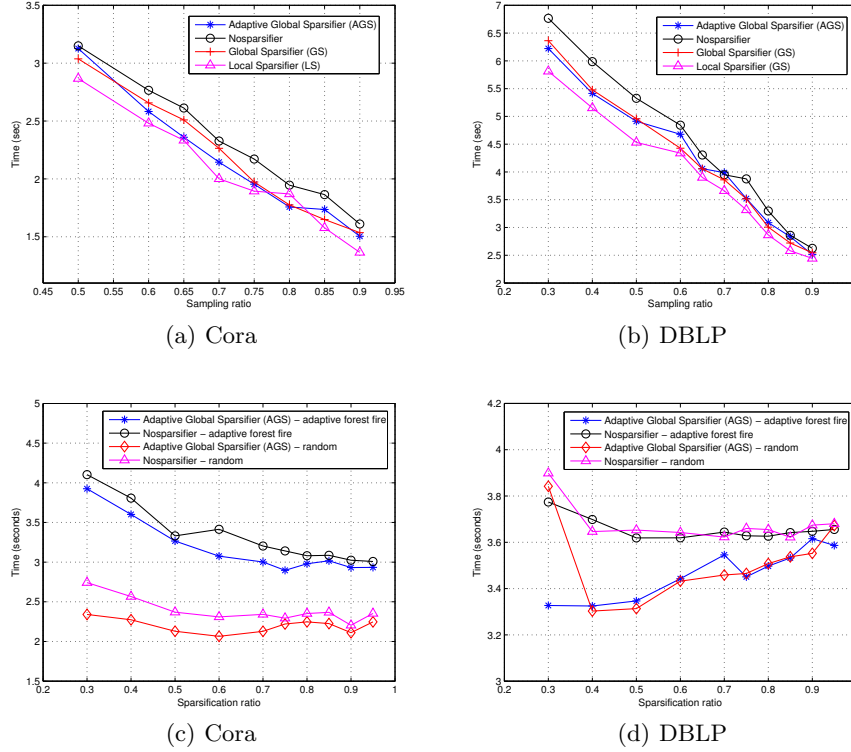 3.5
3
2.5
2
1.5
Time (sec)
Adaptive Global Sparsifier (AGS)
Nosparsifier
Global Sparsifier (GS)
Local Sparsifier (LS)
0.45 0.5 0.55 0.6 0.65 0.7 0.75 0.8 0.85 0.9 0.95
Sampling ratio
(a) Cora
7
6.5
6
5.5
5
4.5
4
3.5
3
2.5
2
Time (sec)
Adaptive Global Sparsifier (AGS)
Nosparsifier
Global Sparsifier (GS)
Local Sparsifier (GS)
0.2 0.3 0.4 0.5 0.6 0.7 0.8 0.9
Sampling ratio
(b) DBLP
5
4.5
4
3.5
3
2.5
2
1.5
Time (seconds)
Adaptive Global Sparsifier (AGS) – adaptive forest fire
Nosparsifier – adaptive forest fire
Adaptive Global Sparsifier (AGS) – random
Nosparsifier – random
0.2 0.3 0.4 0.5 0.6 0.7 0.8 0.9 1
Sparsification ratio
(c) Cora
4.2
4
3.8
3.6
3.4
3.2
3
Time (seconds)
Adaptive Global Sparsifier (AGS) – adaptive forest fire
Nosparsifier – adaptive forest fire
Adaptive Global Sparsifier (AGS) – random
Nosparsifier – random
0.2 0.3 0.4 0.5 0.6 0.7 0.8 0.9
Sparsification ratio
(d) DBLP